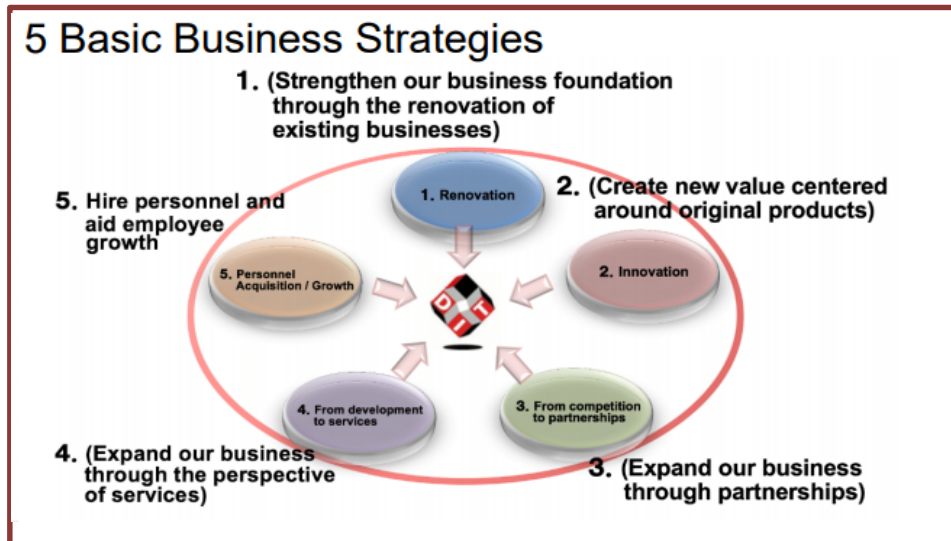 5 Basic Business Strategies
1. (Strengthen our business foundation
through the renovation of
existing businesses)
1. Renovation
2. (Create new value centered
around original products)
2. Innovation
5. Hire personnel and
aid employee
growth
5. Personnel
Acquisition / Growth
D I T
4. From development
to services
3. From competition
to partnerships
4. (Expand our business
through the perspective
of services)
3. (Expand our business
through partnerships)